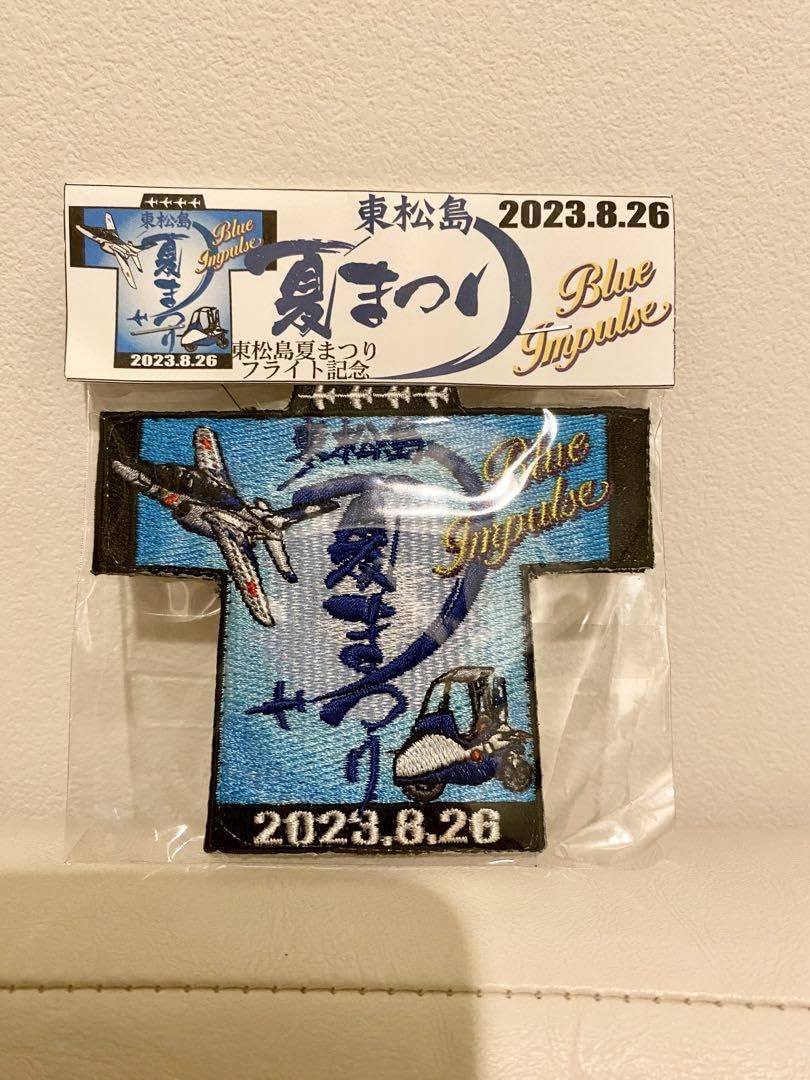 東松島
夏まつり
Blue
Impulse
2023.8.26
東松島 2023.8.26
夏まつり
Blue
Impulse
東松島夏まつり
フライト記念
東松島
夏まつり
Blue
Impulse
2023.8.26